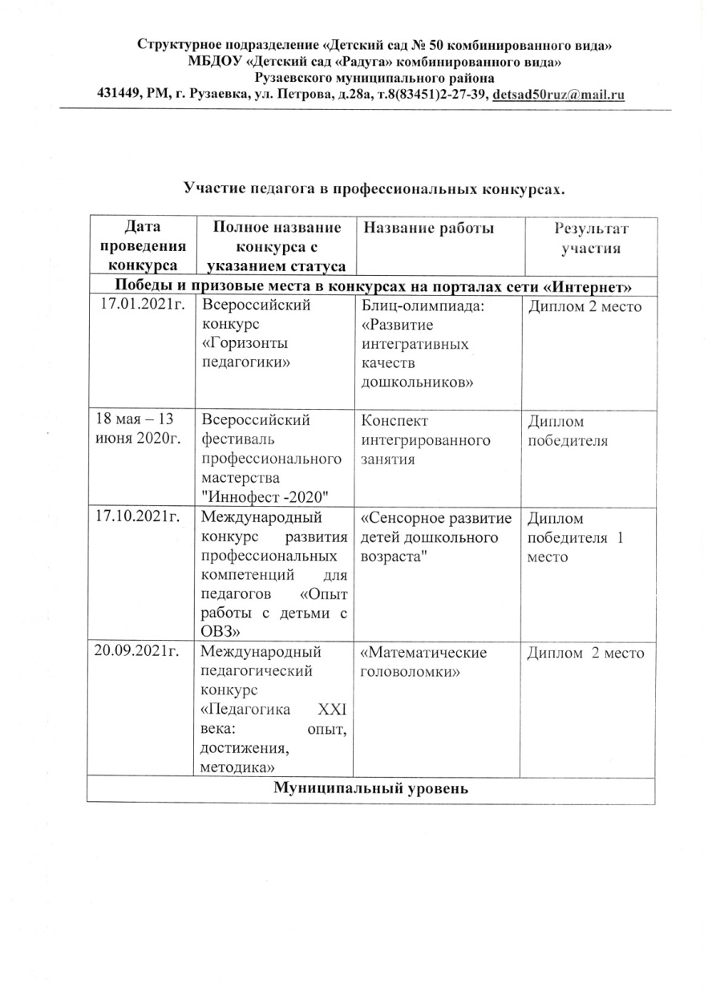 Структурное подразделение «Детский сад № 50 комбинированного вида»
МБДОУ «Детский сад «Радуга» комбинированного вида»
Рузаевского муниципального района
431449, РМ, г. Рузаевка, ул. Петрова, д.28а, т.8(83451)2-27-39, detsad50ruz@mail.ru
Участие педагога в профессиональных конкурсах.
Дата
проведения
конкурса
Полное название
конкурса с
указанием статуса
Название работы
Результат
участия
Победы и призовые места в конкурсах на порталах сети «Интернет»
17.01.2021г.
Всероссийский
конкурс
«Горизонты
педагогики»
Блиц-олимпиада:
«Развитие
интегративных
качеств
дошкольников»
Диплом 2 место
18 мая – 13
июня 2020г.
Всероссийский
фестиваль
профессионального
мастерства
"Иннофест -2020"
Конспект
интегрированного
занятия
Диплом
победителя
17.10.2021г.
Международный
конкурс развития
профессиональных
компетенций для
педагогов «Опыт
работы с детьми с
ОВЗ»
«Сенсорное развитие
детей дошкольного
возраста"
Диплом
победителя 1
место
20.09.2021г.
Международный
педагогический
конкурс
«Педагогика XXI
века: опыт,
достижения,
методика»
«Математические
головоломки»
Диплом 2 место
Муниципальный уровень